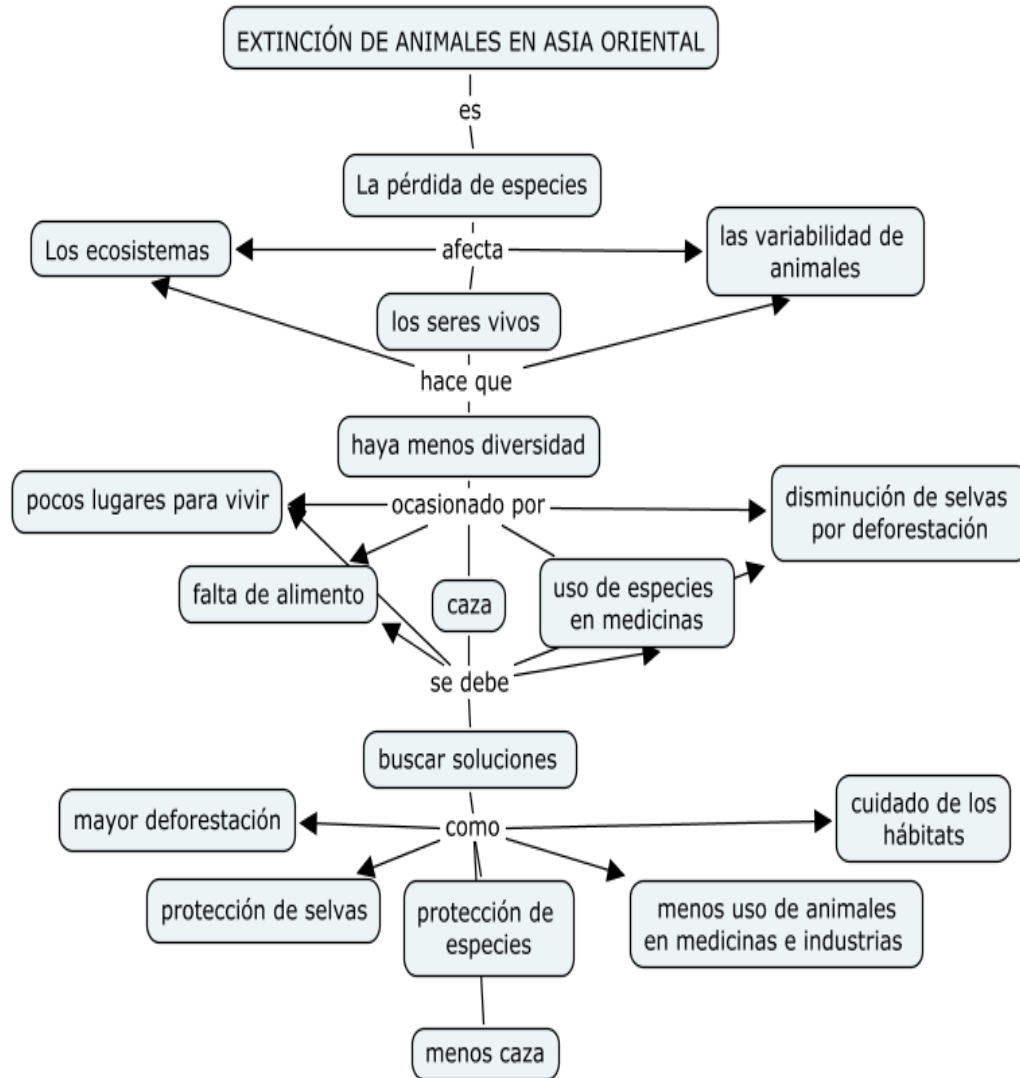 EXTINCIÓN DE ANIMALES EN ASIA ORIENTAL
es
La pérdida de especies
Los ecosistemas
afecta
las variabilidad de
animales
los seres vivos
hace que
haya menos diversidad
pocos lugares para vivir
ocasionado por
disminución de selvas
por deforestación
falta de alimento
caza
uso de especies
en medicinas
se debe
buscar soluciones
mayor deforestación
como
cuidado de los
hábitats
protección de selvas
protección de
especies
menos uso de animales
en medicinas e industrias
menos caza